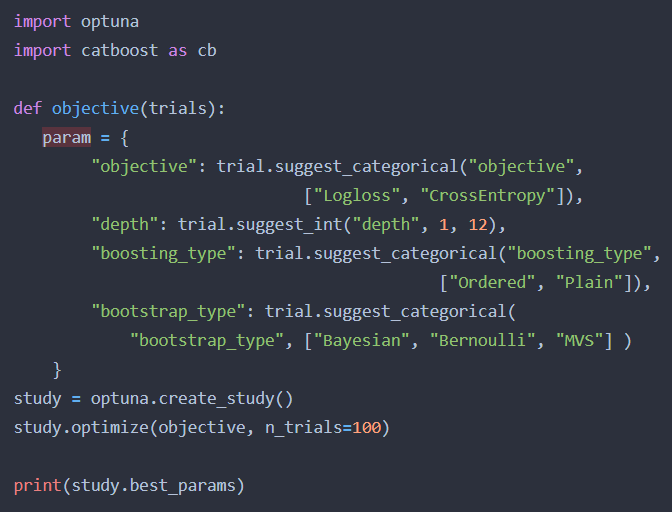 import optuna
import catboost as cb
def objective(trials):
param = {
"objective": trial.suggest_categorical("objective",
["Logloss", "CrossEntropy"]),
"depth": trial.suggest_int("depth", 1, 12),
"boosting_type": trial.suggest_categorical("boosting_type",
["Ordered", "Plain"]),
"bootstrap_type": trial.suggest_categorical(
"bootstrap_type", ["Bayesian", "Bernoulli", "MVS"] )
}
study = optuna.create_study()
study.optimize(objective, n_trials=100)
print(study.best_params)